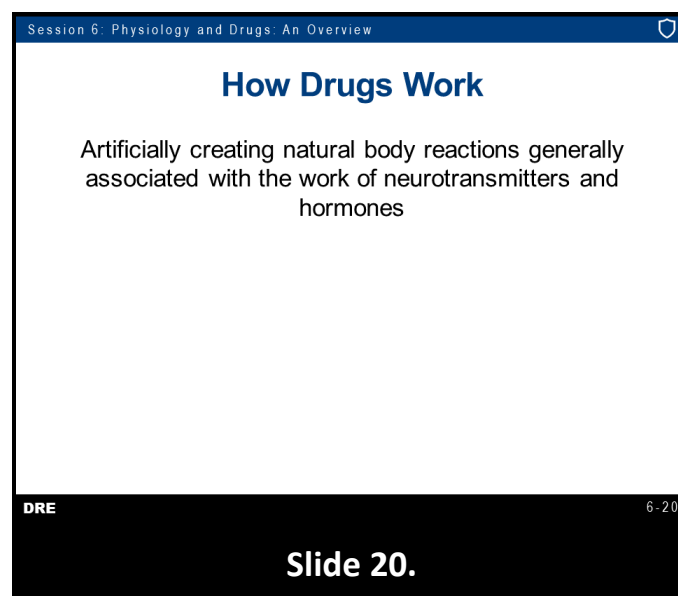 Session 6: Physiology and Drugs: An Overview
How Drugs Work
Artificially creating natural body reactions generally
associated with the work of neurotransmitters and
hormones
DRE
6-20
Slide 20.